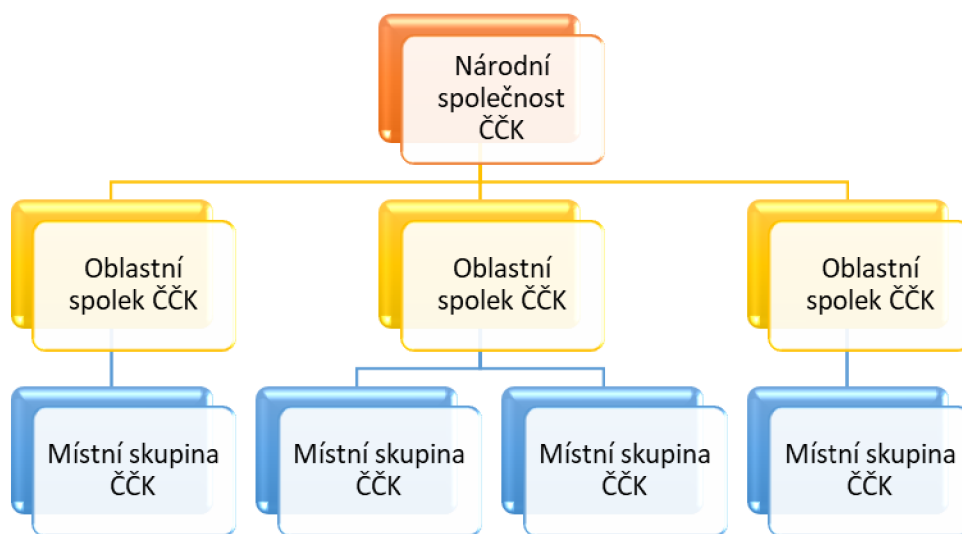 Národní
společnost
ČČK
Oblastní
spolek ČČK
Oblastní
spolek ČČK
Oblastní
spolek ČČK
Místní skupina
ČČK
Místní skupina
ČČK
Místní skupina
ČČK
Místní skupina
ČČK